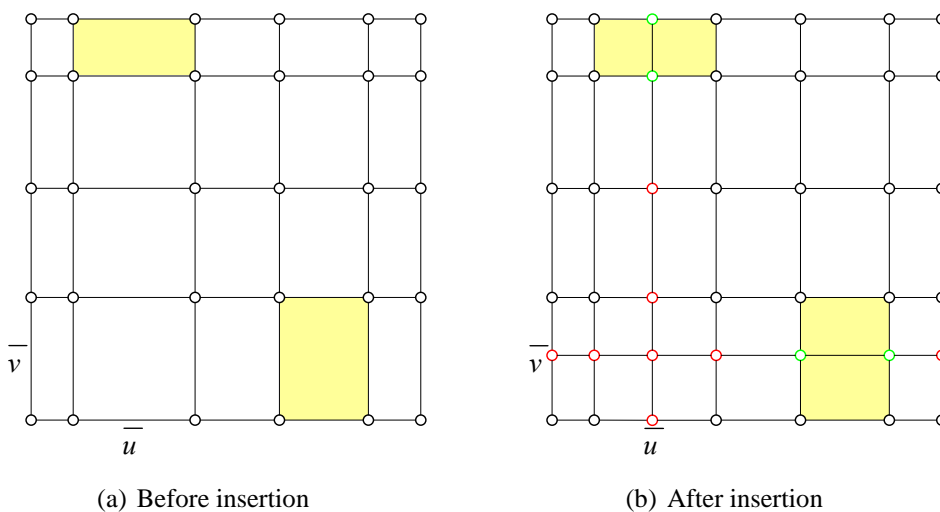 v̅ v̅
u̅ u̅
(a) Before insertion (b) After insertion